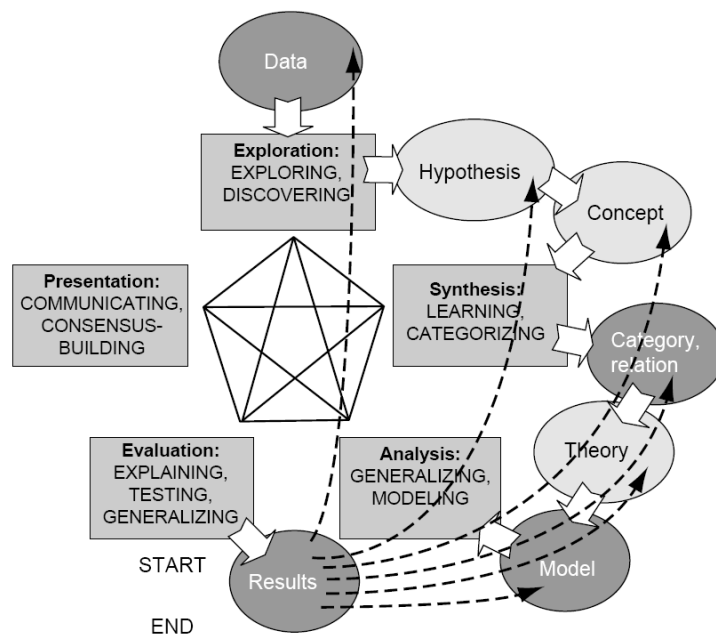 Data
Exploration:
EXPLORING,
DISCOVERING
Hypothesis
Concept
Presentation:
COMMUNICATING,
CONSENSUS-
BUILDING
Synthesis:
LEARNING,
CATEGORIZING
Category,
relation
Evaluation:
EXPLAINING,
TESTING,
GENERALIZING
Analysis:
GENERALIZING,
MODELING
Theory
START
Results
Model
END